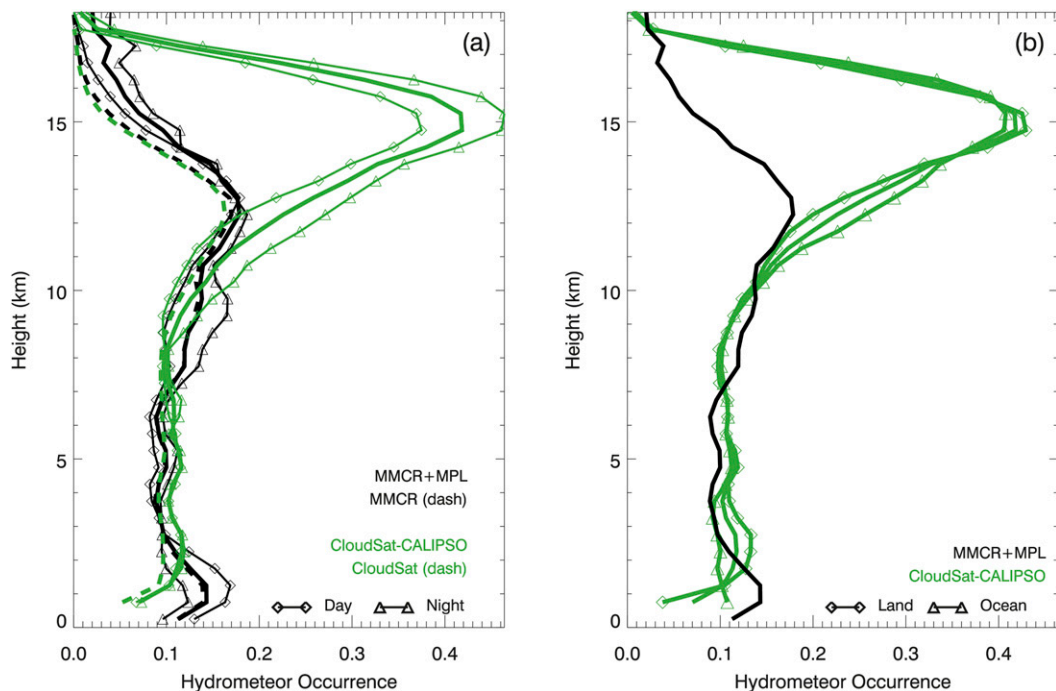 (a)
Height (km)
15
10
5
0
MMCR+MPL
MMCR (dash)
CloudSat-CALIPSO
CloudSat (dash)
Day Night
0.0 0.1 0.2 0.3 0.4
Hydrometeor Occurrence
(b)
Height (km)
15
10
5
0
MMCR+MPL
CloudSat-CALIPSO
Land Ocean
0.0 0.1 0.2 0.3 0.4
Hydrometeor Occurrence